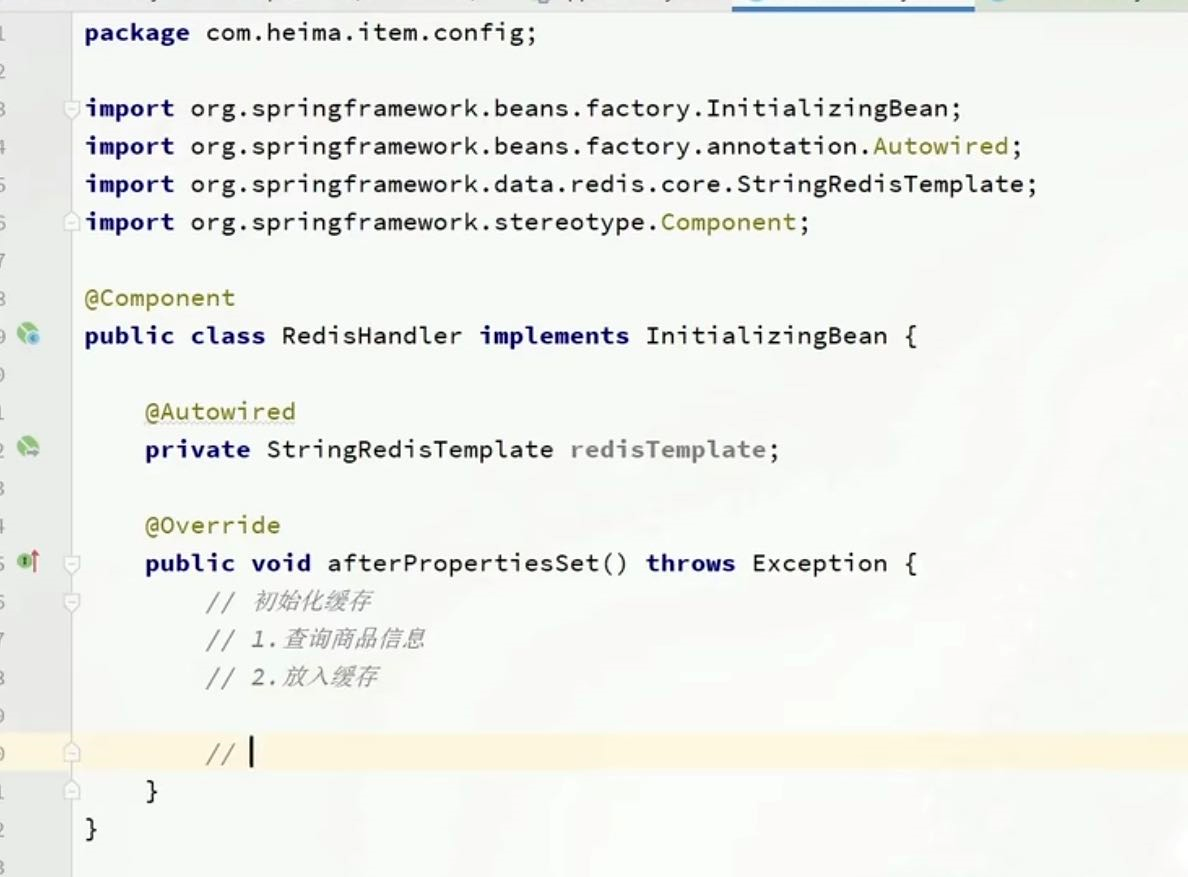 package com.heima.item.config;
import org.springframework.beans.factory.InitializingBean;
import org.springframework.beans.factory.annotation.Autowired;
import org.springframework.data.redis.core.StringRedisTemplate;
import org.springframework.stereotype.Component;
@Component
public class RedisHandler implements InitializingBean {
@Autowired
private StringRedisTemplate redisTemplate;
@Override
public void afterPropertiesSet() throws Exception {
// 初始化缓存
// 1.查询商品信息
// 2.放入缓存
//
}
}